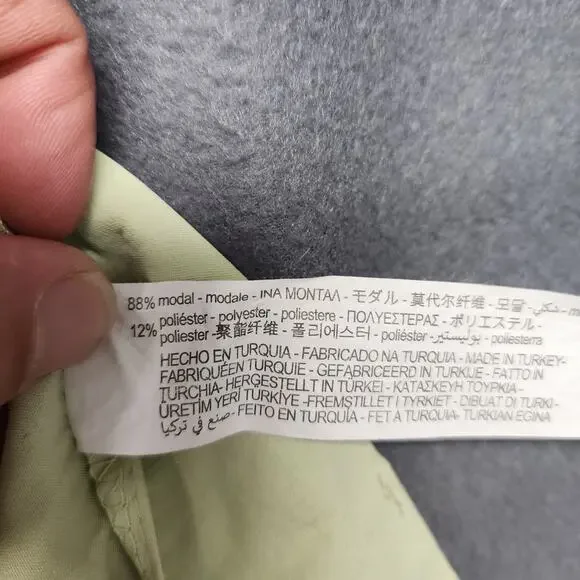 88% modal - modale - ΙΝΑ ΜΟΝΤΑΛ - モダル - 莫代尔纤维 - 모달 - شكلي - m
12% poliéster - polyester - poliestere - ΠΟΛΥΕΣΤΕΡΑΣ - ポリエステル -
poliester - 聚酯纤维 - 폴리에스터 - poliéster - بوليستير - poliesterra
HECHO EN TURQUIA - FABRICADO NA TURQUIA - MADE IN TURKEY-
FABRIQUÉEN TURQUIE - GEFABRICEERD IN TURKIJE - FATTO IN
TURCHIA- HERGESTELLT IN TÜRKEI - ΚΑΤΑΣΚΕΥΗ ΤΟΥΡΚΙΑ -
ÜRETİM YERİ TÜRKİYE -FREMSTILLET I TYRKIET - DIBUAT DI TURKI-
صنع في تركيا - FEITO EN TURQUÍA - FET A TURQUIA- TURKIAN EGINA